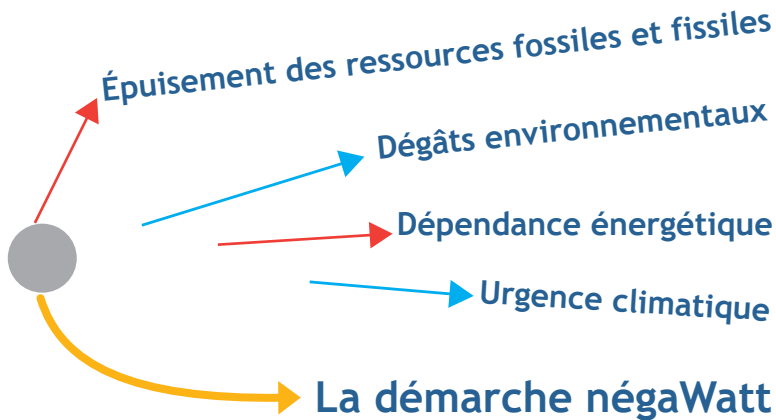 Épuisement des ressources fossiles et fissiles
Dégâts environnementaux
Dépendance énergétique
Urgence climatique
La démarche négaWatt